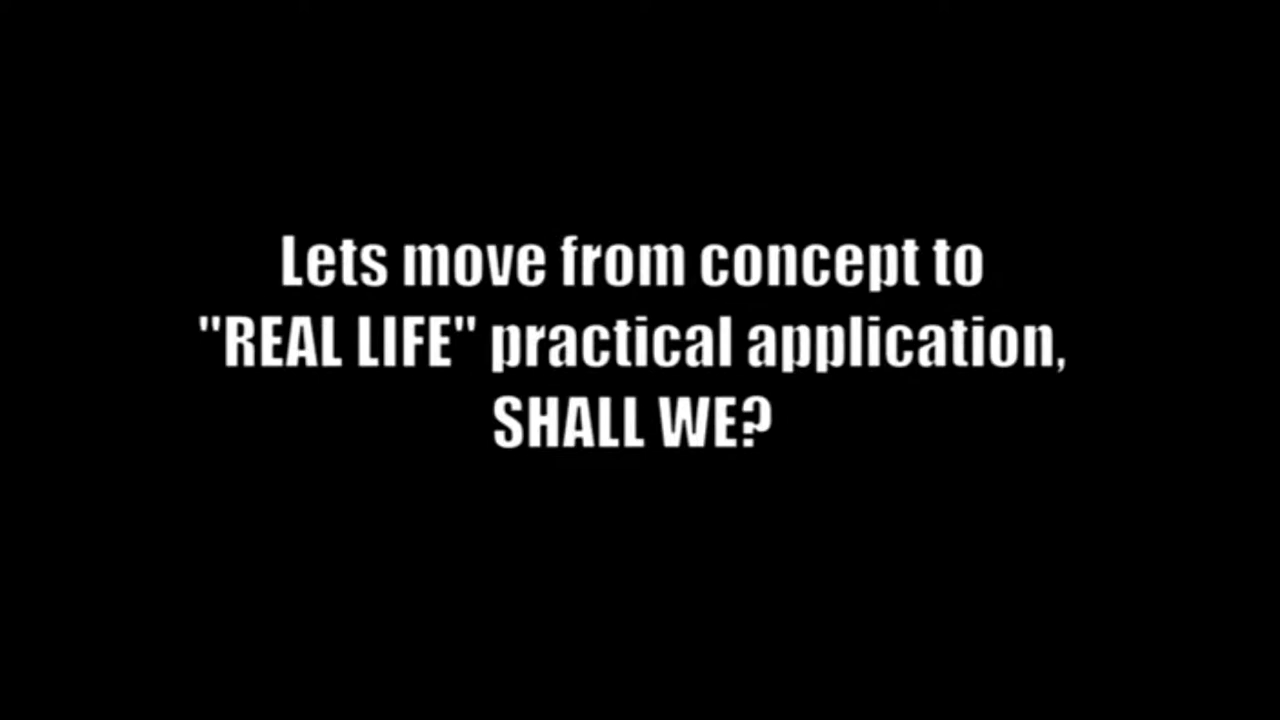 Lets move from concept to
"REAL LIFE" practical application,
SHALL WE?